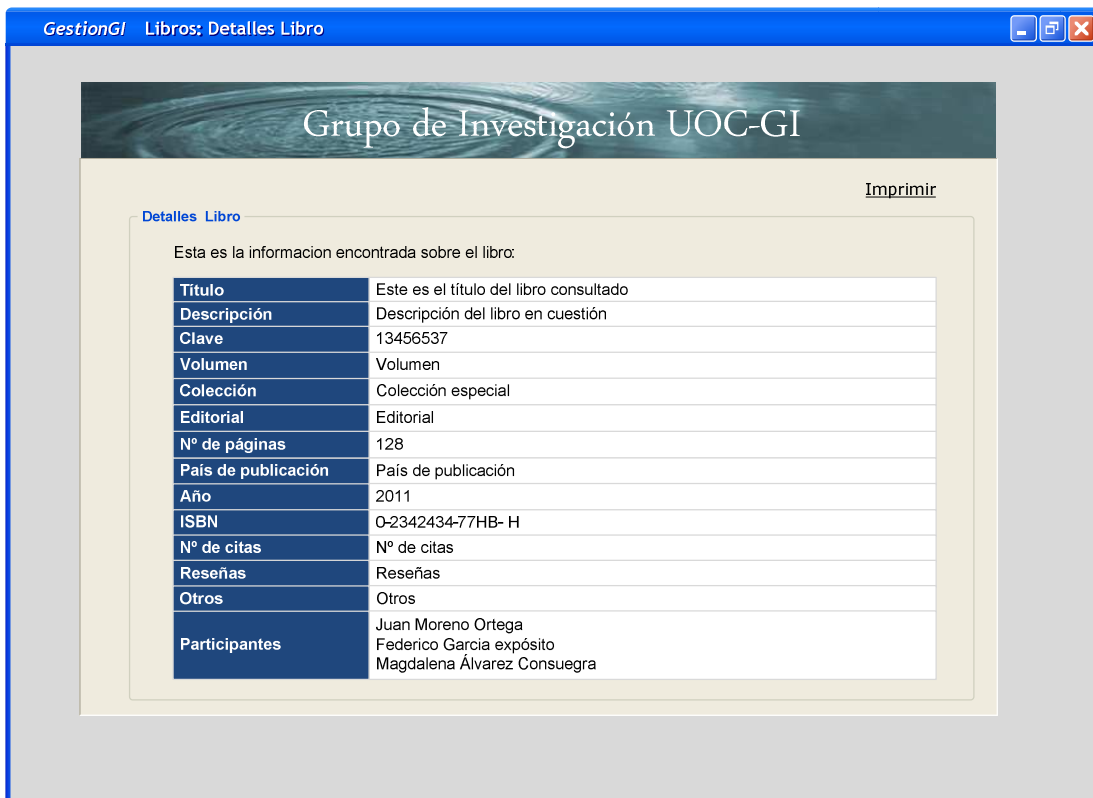 GestionGI Libros: Detalles Libro
Grupo de Investigación UOC-GI
Imprimir
Detalles Libro
Esta es la informacion encontrada sobre el libro:
Título Este es el título del libro consultado
Descripción Descripción del libro en cuestión
Clave 13456537
Volumen Volumen
Colección Colección especial
Editorial Editorial
Nº de páginas 128
País de publicación País de publicación
Año 2011
ISBN 0-2342434-77HB- H
Nº de citas Nº de citas
Reseñas Reseñas
Otros Otros
Participantes Juan Moreno Ortega
Federico Garcia expósito
Magdalena Álvarez Consuegra